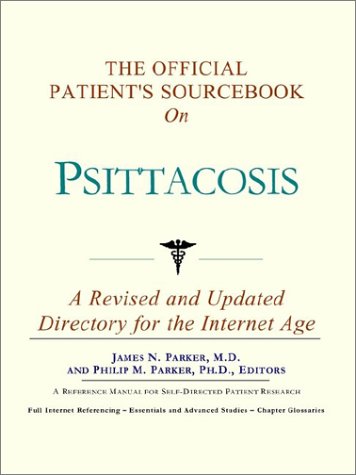 THE OFFICIAL
PATIENT'S SOURCEBOOK
On
PSITTACOSIS
A Revised and Updated
Directory for the Internet Age
JAMES N. PARKER, M.D.
AND PHILIP M. PARKER, PH.D., EDITORS
A REFERENCE MANUAL FOR SELF-DIRECTED PATIENT RESEARCH
Full Internet Referencing – Essentials and Advanced Studies – Chapter Glossaries